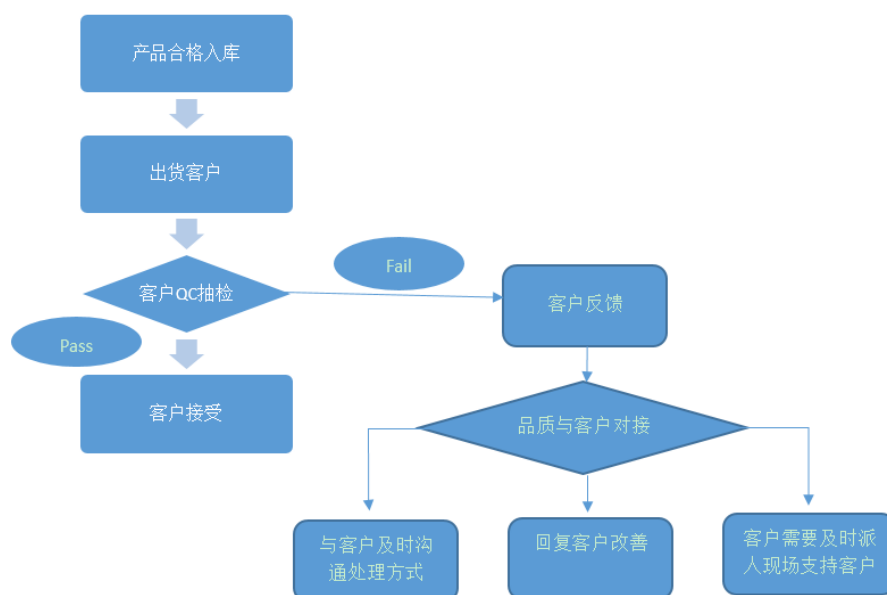 产品合格入库
出货客户
Fail
客户QC抽检
客户反馈
Pass
客户接受
品质与客户对接
与客户及时沟
通处理方式
回复客户改善
客户需要及时派
人现场支持客户